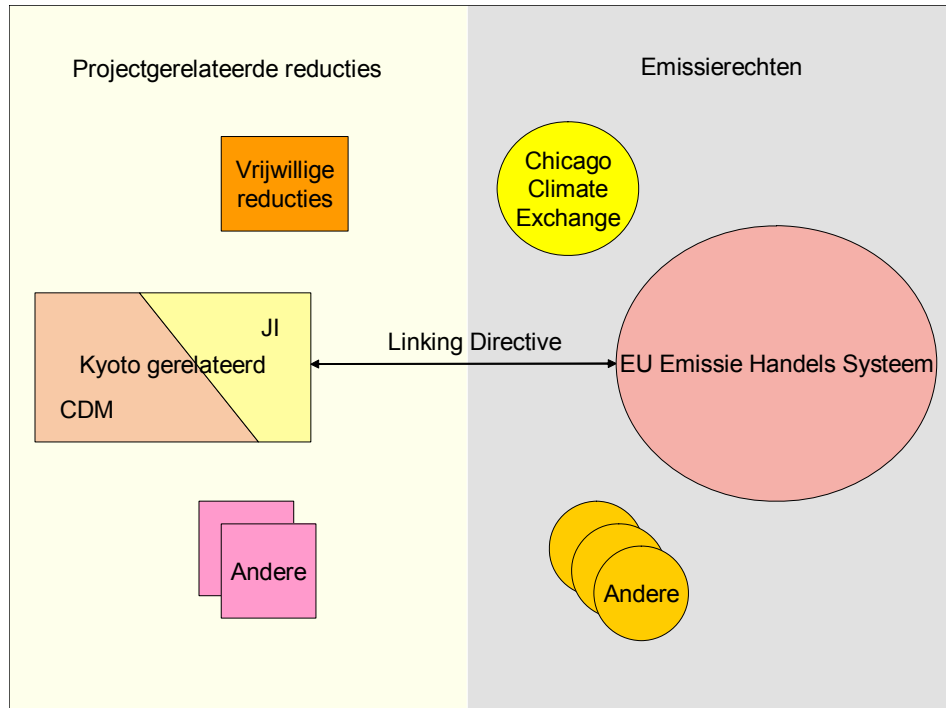 Projectgerelateerde reducties
Emissierechten
Vrijwillige
reducties
Chicago
Climate
Exchange
JI
Kyoto gerelateerd
CDM
Linking Directive
EU Emissie Handels Systeem
Andere
Andere